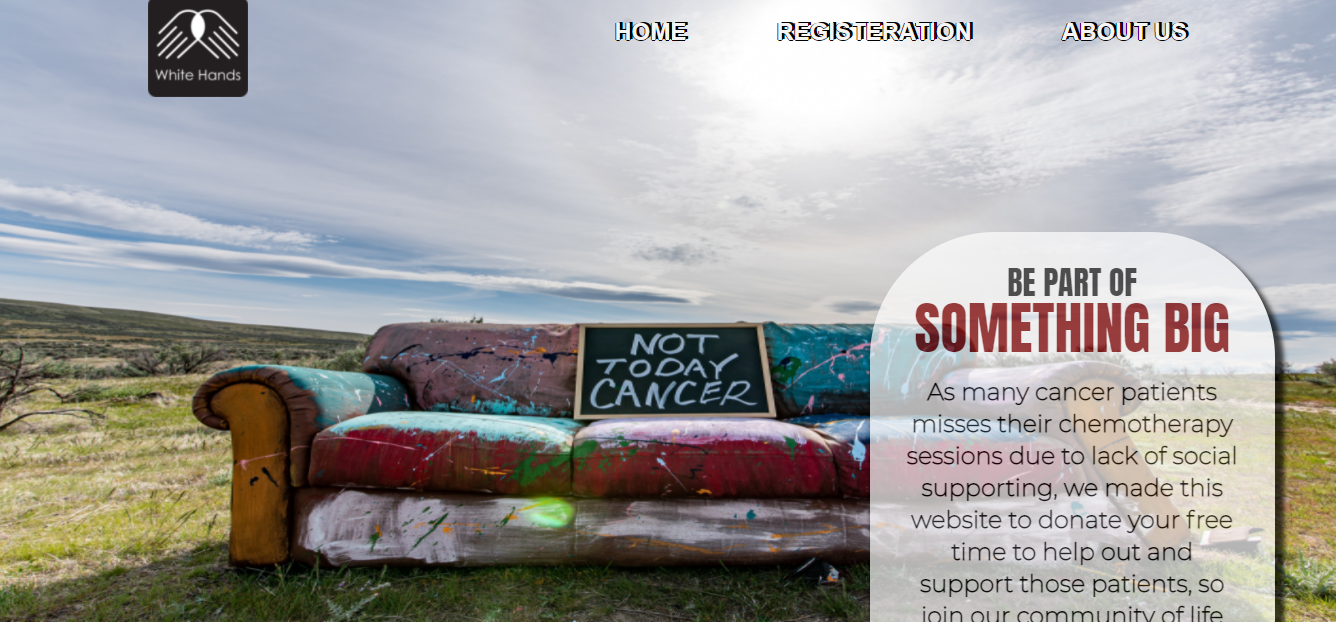 White Hands
HOME REGISTERATION ABOUT US
NOT
TODAY
CANCER
BE PART OF
SOMETHING BIG
As many cancer patients
misses their chemotherapy
sessions due to lack of social
supporting, we made this
website to donate your free
time to help out and
support those patients, so
join our community of life